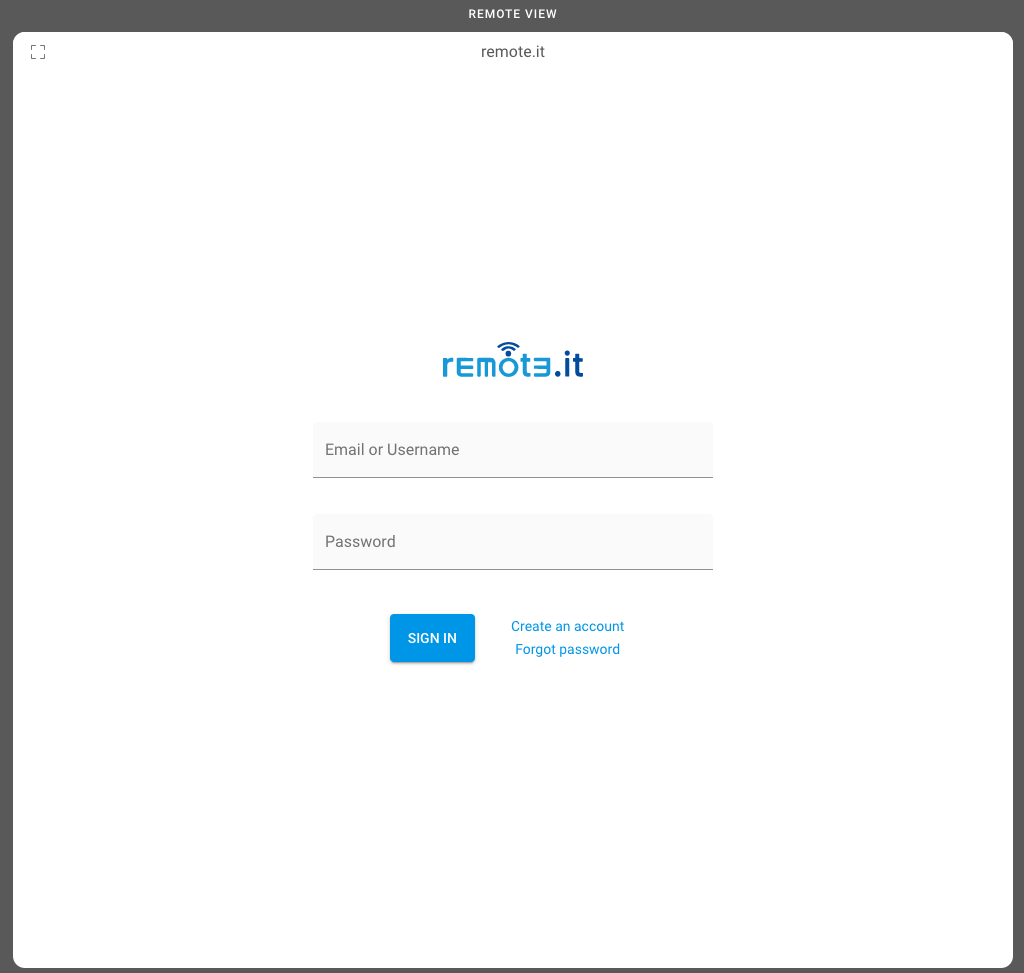 REMOTE VIEW
remote.it
remote.it
Email or Username
Password
SIGN IN
Create an account
Forgot password